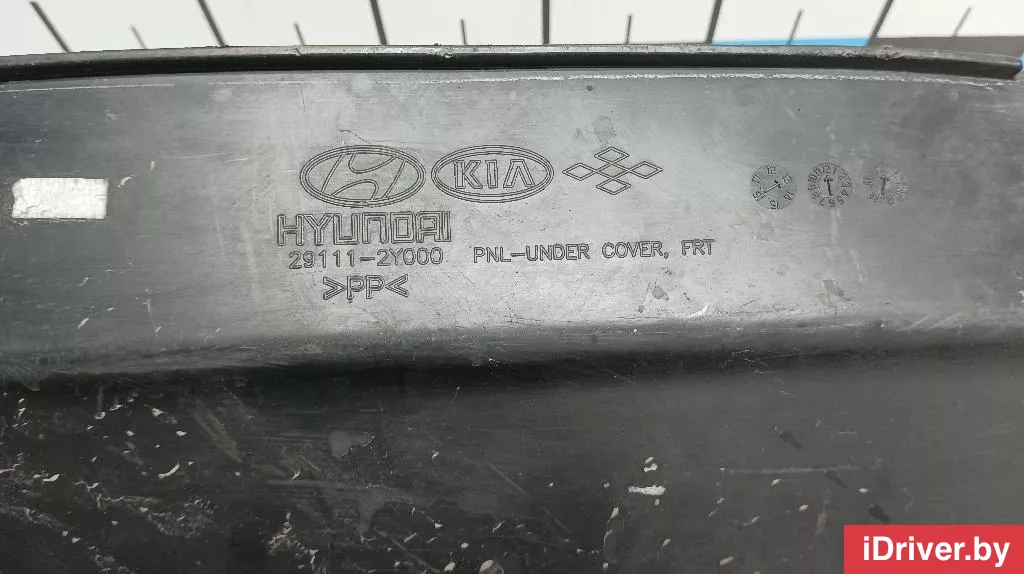 KIA
HYUNDAI
29111-2Y000 PNL-UNDER COVER, FRT
>PP<
iDriver.by